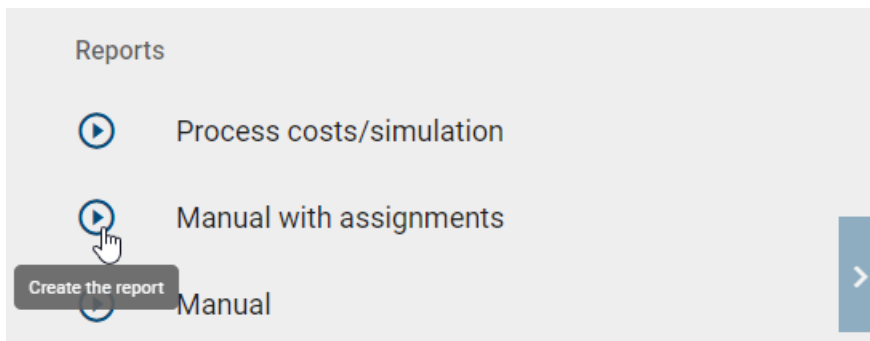 Reports
Process costs/simulation
Manual with assignments
Create the report
Manual